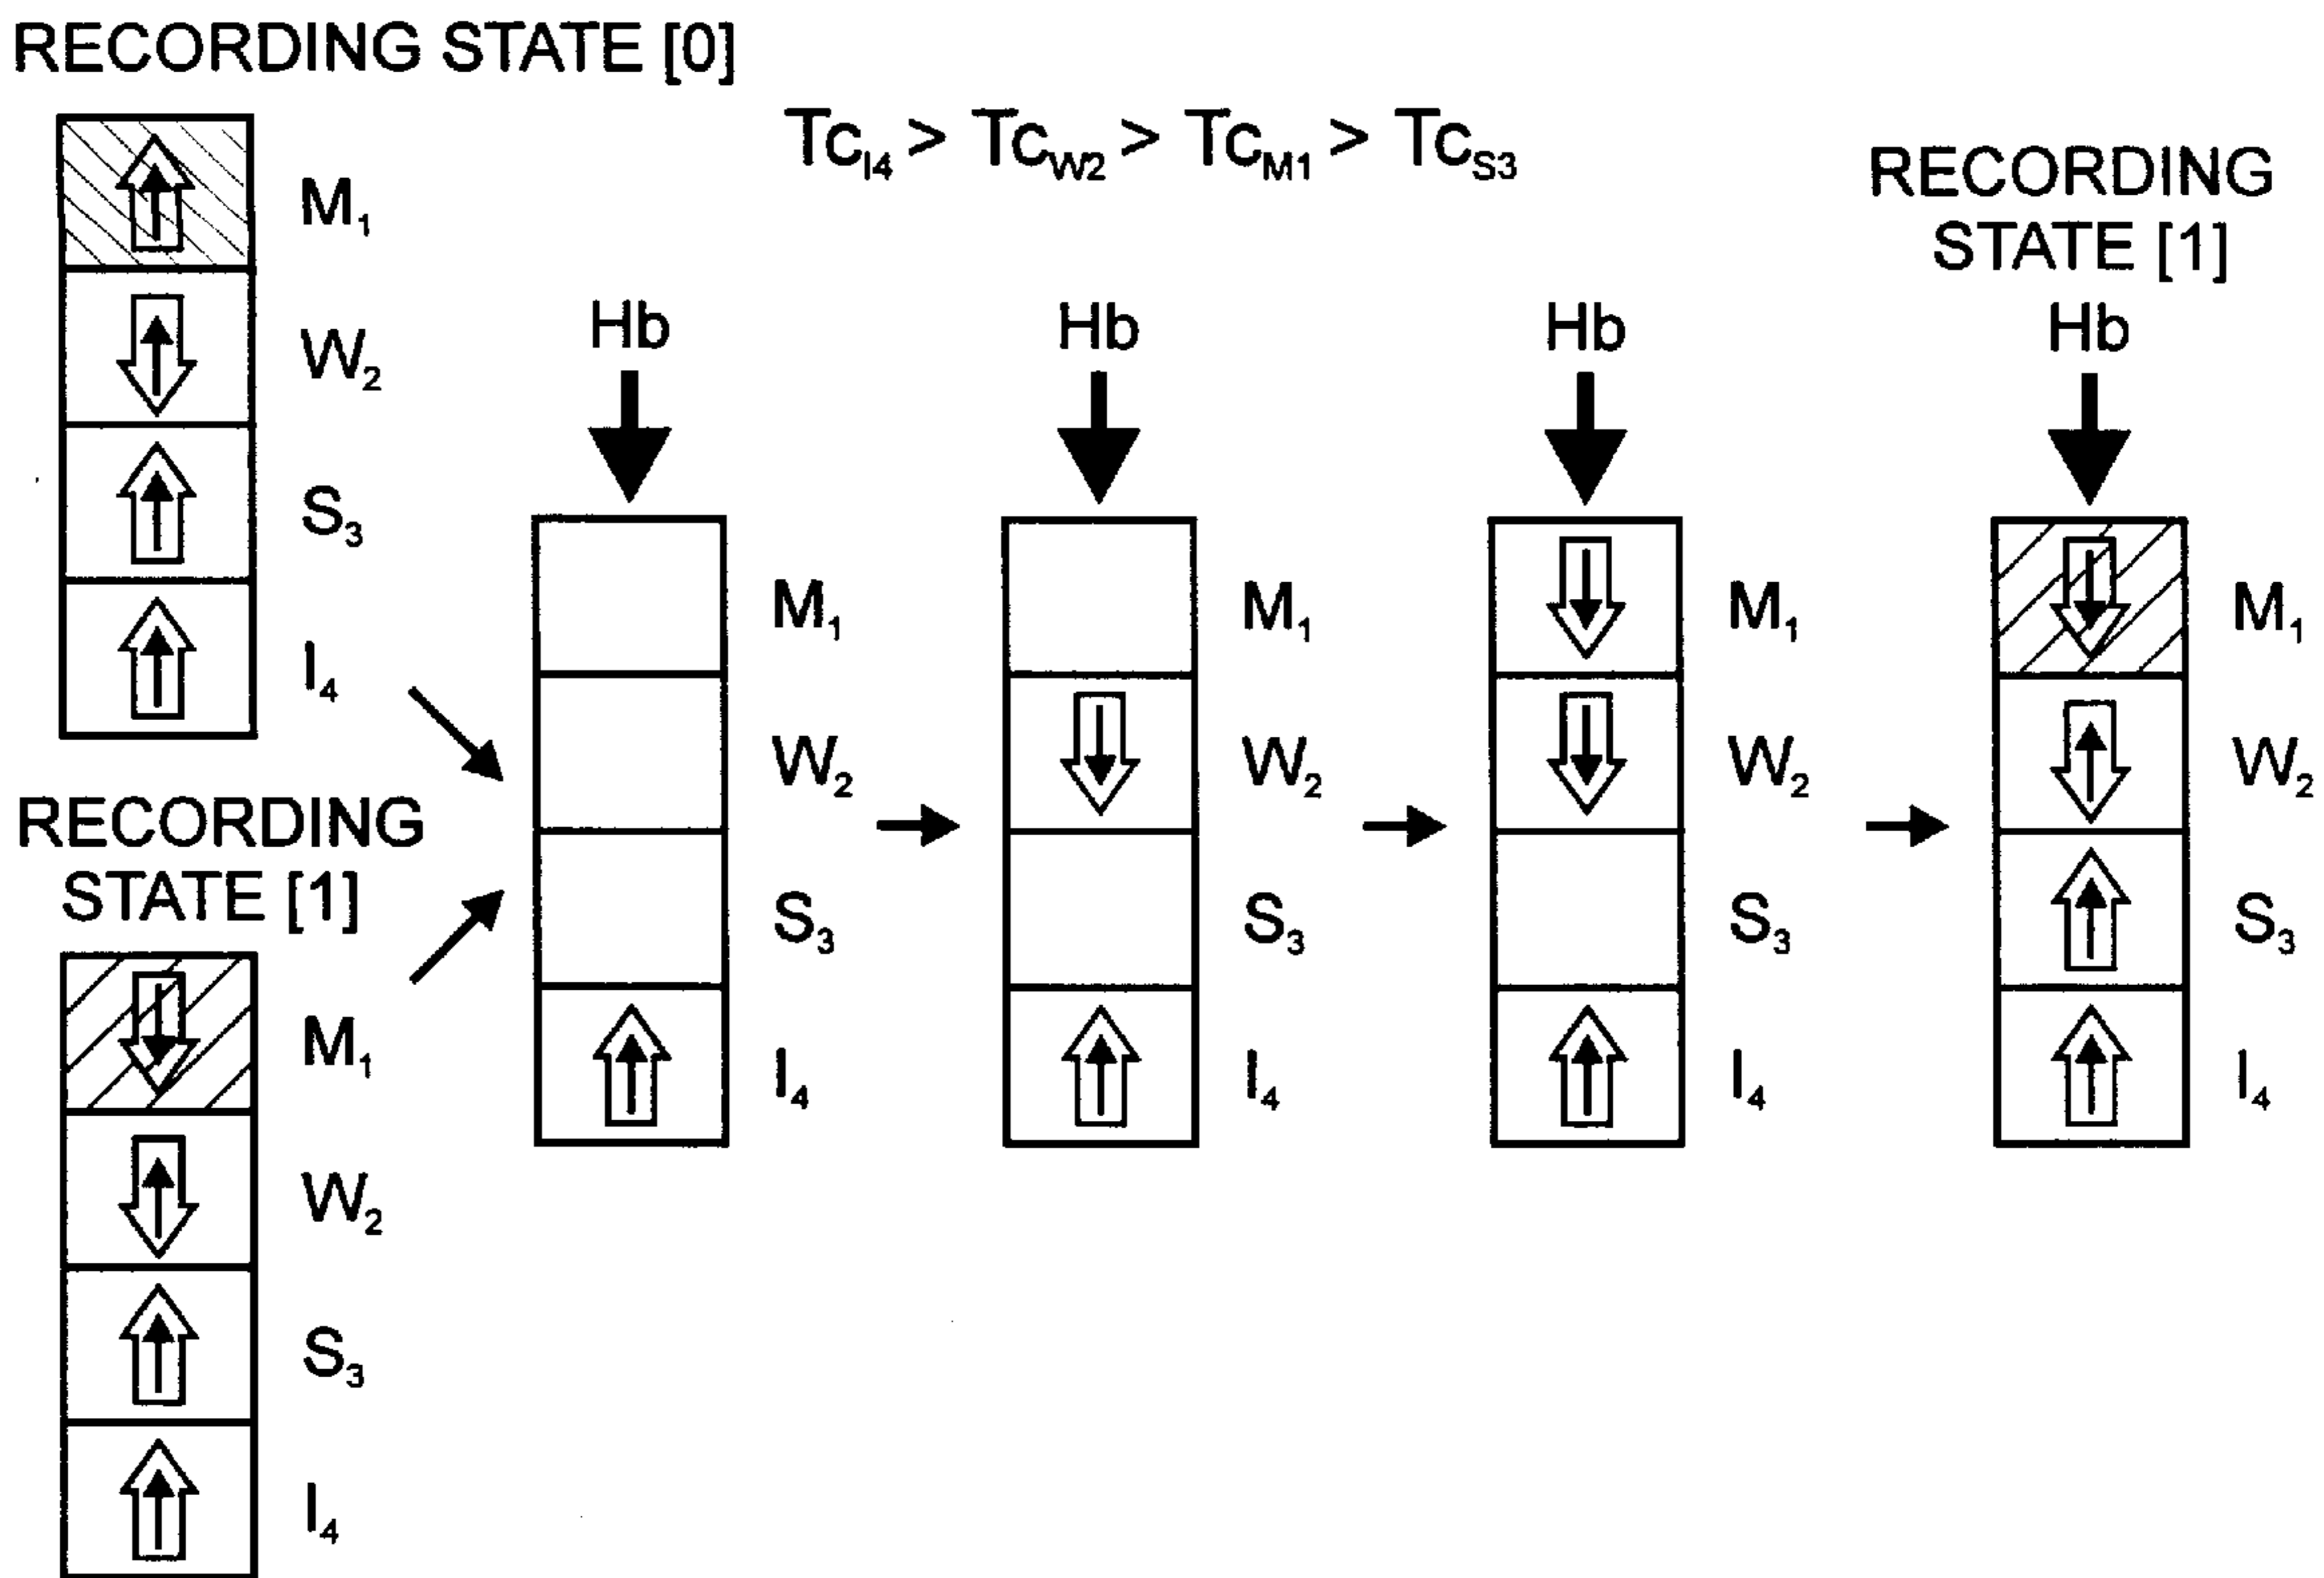 RECORDING STATE [0]
Tc_I4 > Tc_W2 > Tc_M1 > Tc_S3
M₁
W₂
S₃
I₄
RECORDING
STATE [1]
M₁
W₂
S₃
I₄
Hb
M₁
W₂
S₃
I₄
Hb
M₁
W₂
S₃
I₄
Hb
M₁
W₂
S₃
I₄
RECORDING
STATE [1]
Hb
M₁
W₂
S₃
I₄